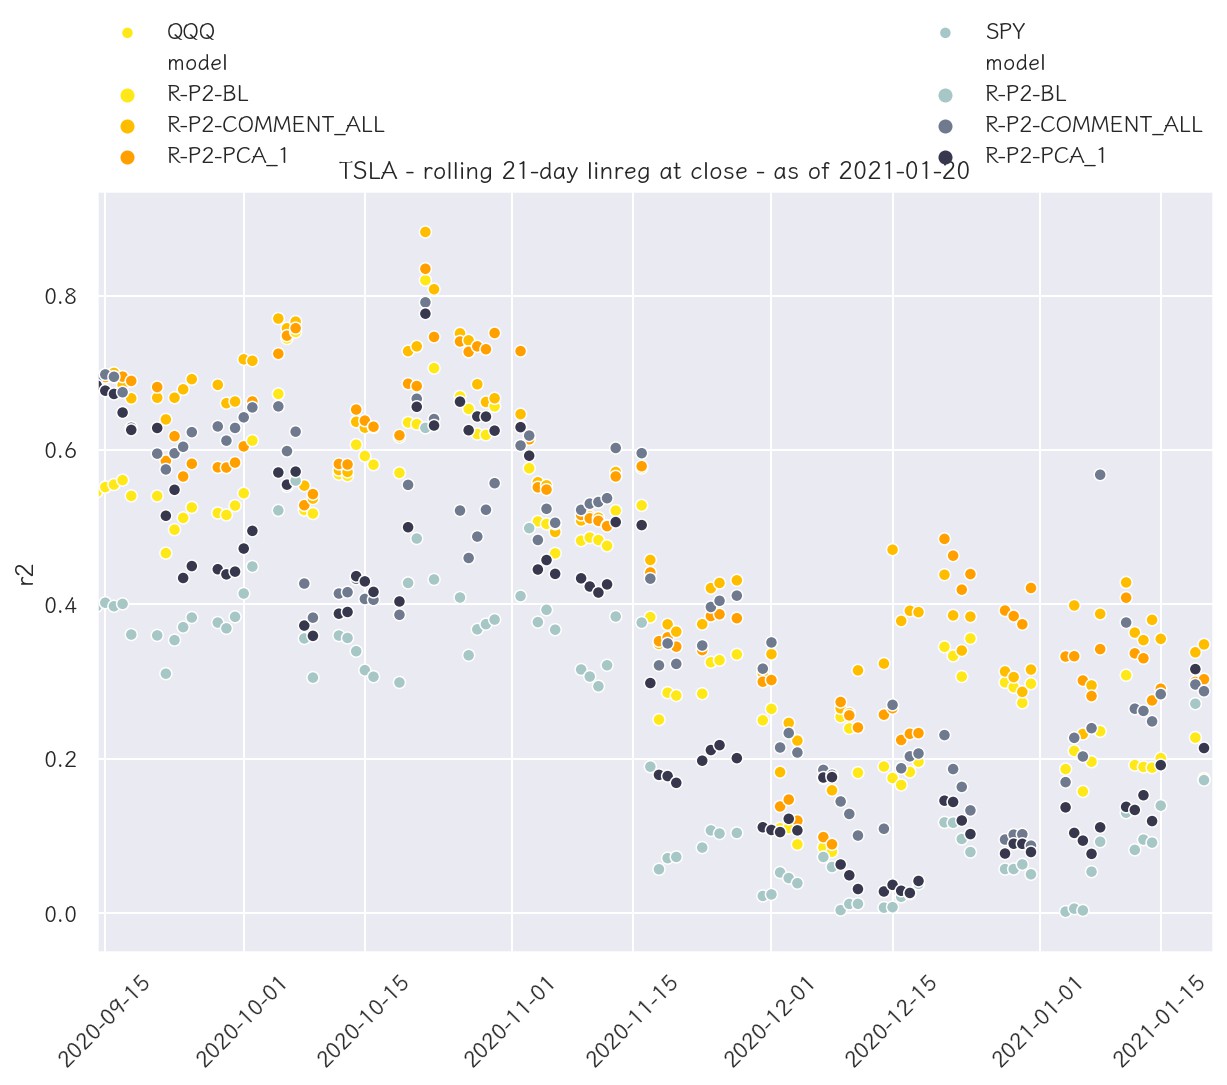 QQQ
model
R-P2-BL
R-P2-COMMENT_ALL
R-P2-PCA_1
SPY
model
R-P2-BL
R-P2-COMMENT_ALL
R-P2-PCA_1
TSLA - rolling 21-day linreg at close - as of 2021-01-20
r2
0.8
0.6
0.4
0.2
0.0
2020-09-15
2020-10-01
2020-10-15
2020-11-01
2020-11-15
2020-12-01
2020-12-15
2021-01-01
2021-01-15